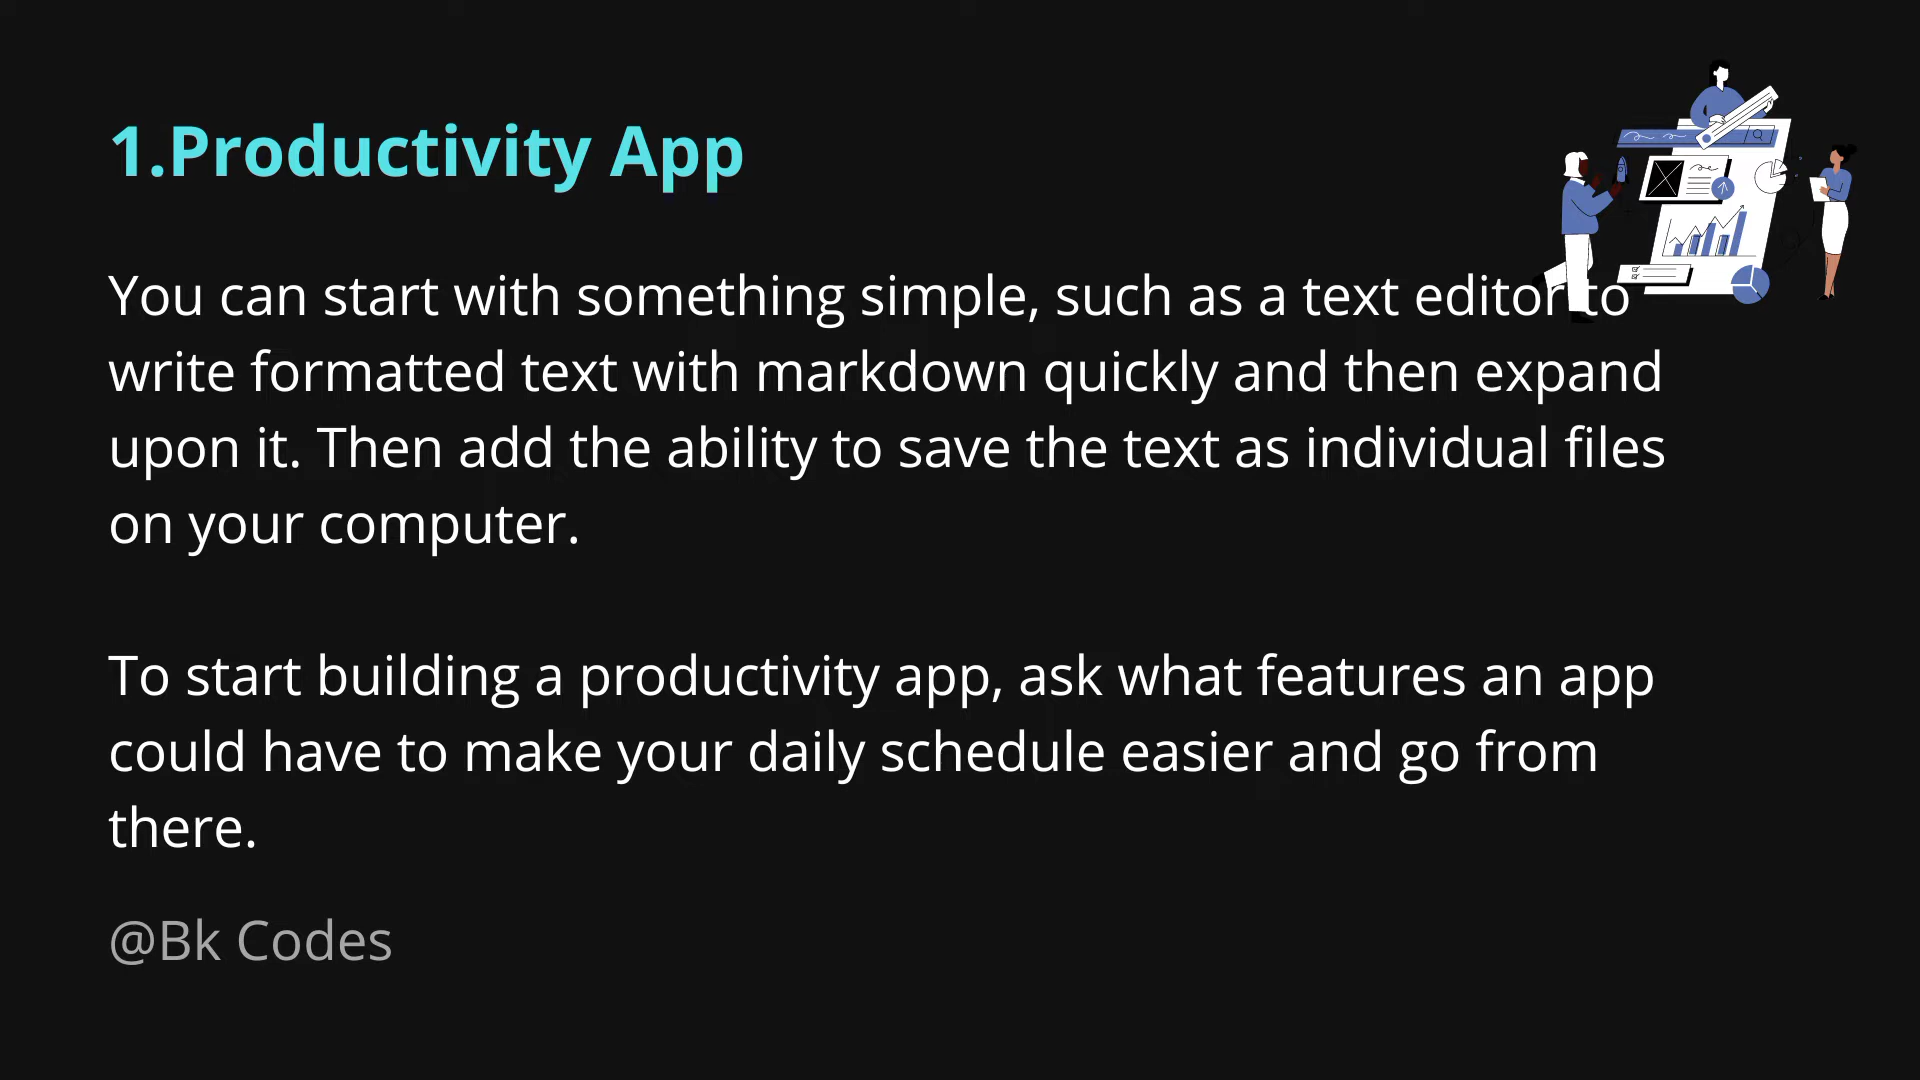 1.Productivity App
You can start with something simple, such as a text editor to
write formatted text with markdown quickly and then expand
upon it. Then add the ability to save the text as individual files
on your computer.
To start building a productivity app, ask what features an app
could have to make your daily schedule easier and go from
there.
@Bk Codes